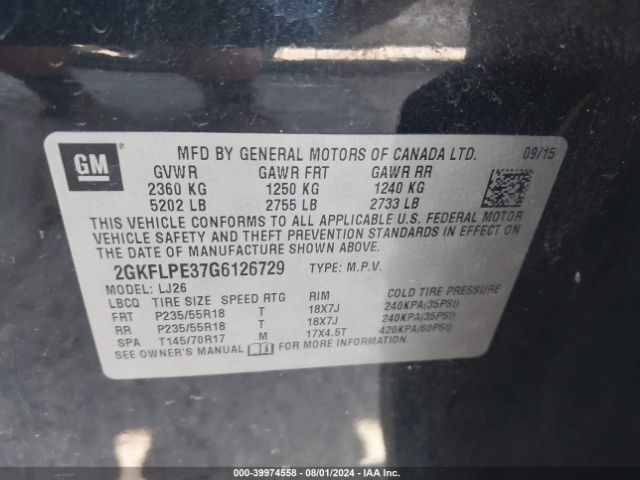 GM
®
MFD BY GENERAL MOTORS OF CANADA LTD. 09/15
GVWR GAWR FRT GAWR RR
2360 KG 1250 KG 1240 KG
5202 LB 2755 LB 2733 LB
THIS VEHICLE CONFORMS TO ALL APPLICABLE U.S. FEDERAL MOTOR
VEHICLE SAFETY AND THEFT PREVENTION STANDARDS IN EFFECT ON
THE DATE OF MANUFACTURE SHOWN ABOVE.
2GKFLPE37G6126729 TYPE: M.P.V.
MODEL: LJ26
LBCQ TIRE SIZE SPEED RTG RIM COLD TIRE PRESSURE
FRT P235/55R18 T 18X7J 240KPA(35PSI)
RR P235/55R18 T 18X7J 240KPA(35PSI)
SPA T145/70R17 M 17X4.5T 420KPA(60PSI)
SEE OWNER'S MANUAL FOR ADDITIONAL INFORMATION.
000-39974558 - 08/01/2024 - IAA Inc.